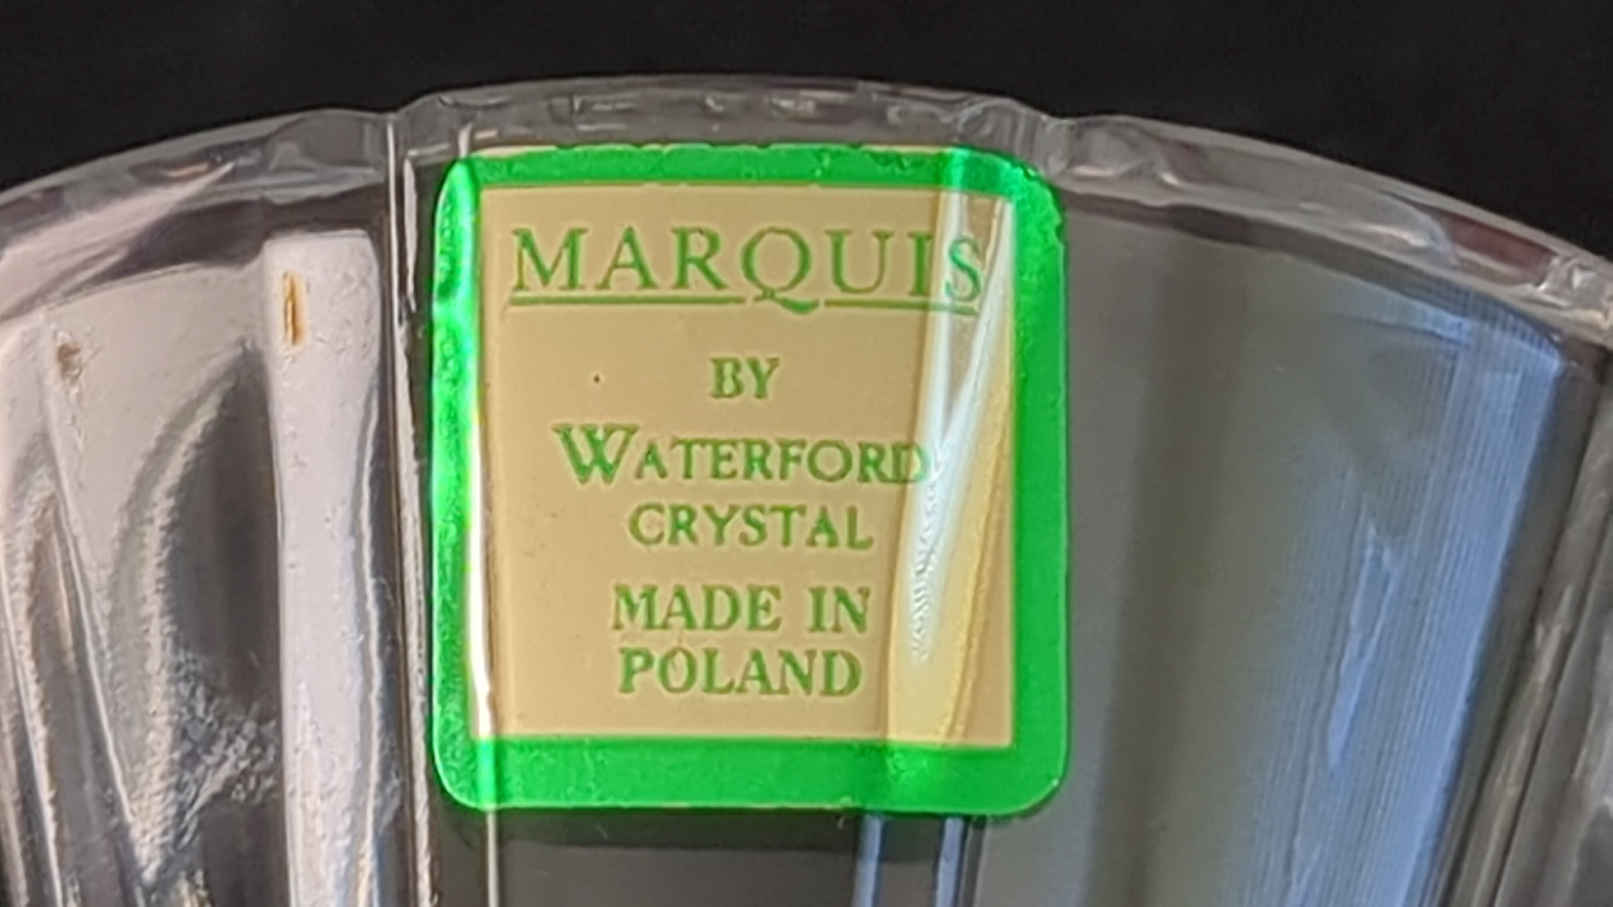 MARQUIS
BY
WATERFORD
CRYSTAL
MADE IN
POLAND